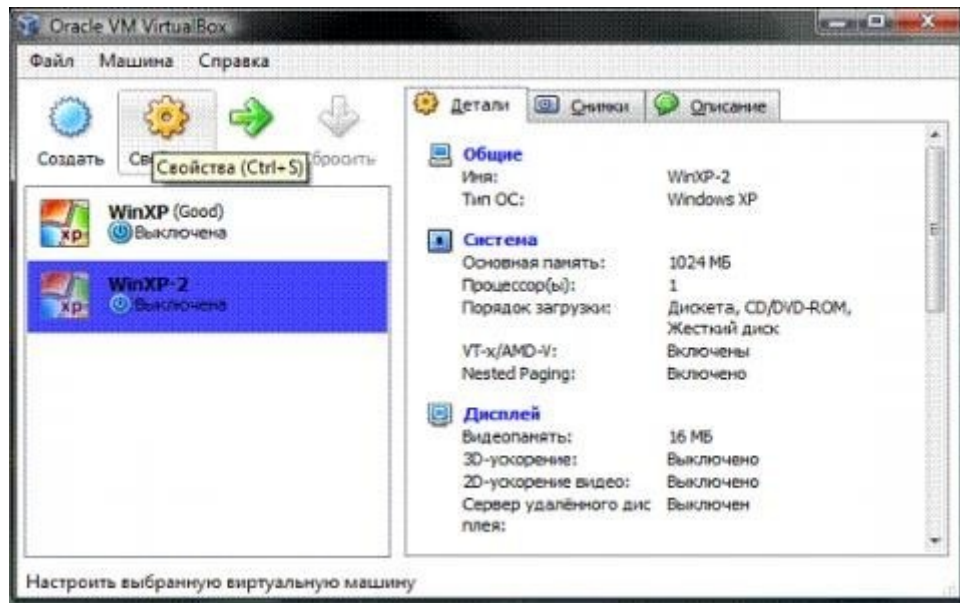 Oracle VM VirtualBox
Файл Машина Справка
Создать
Свойства (Ctrl+S)
Детали Снимки Описание
WinXP (Good)
Выключена
WinXP-2
Выключена
Общие
Имя: WinXP-2
Тип ОС: Windows XP
Система
Основная память: 1024 МБ
Процессор(ы): 1
Порядок загрузки: Дискета, CD/DVD-ROM,
Жесткий диск
VT-x/AMD-V: Включены
Nested Paging: Включено
Дисплей
Видеопамять: 16 МБ
3D-ускорение: Выключено
2D-ускорение видео: Выключено
Сервер удалённого дис Выключен
плея:
Настроить выбранную виртуальную машину